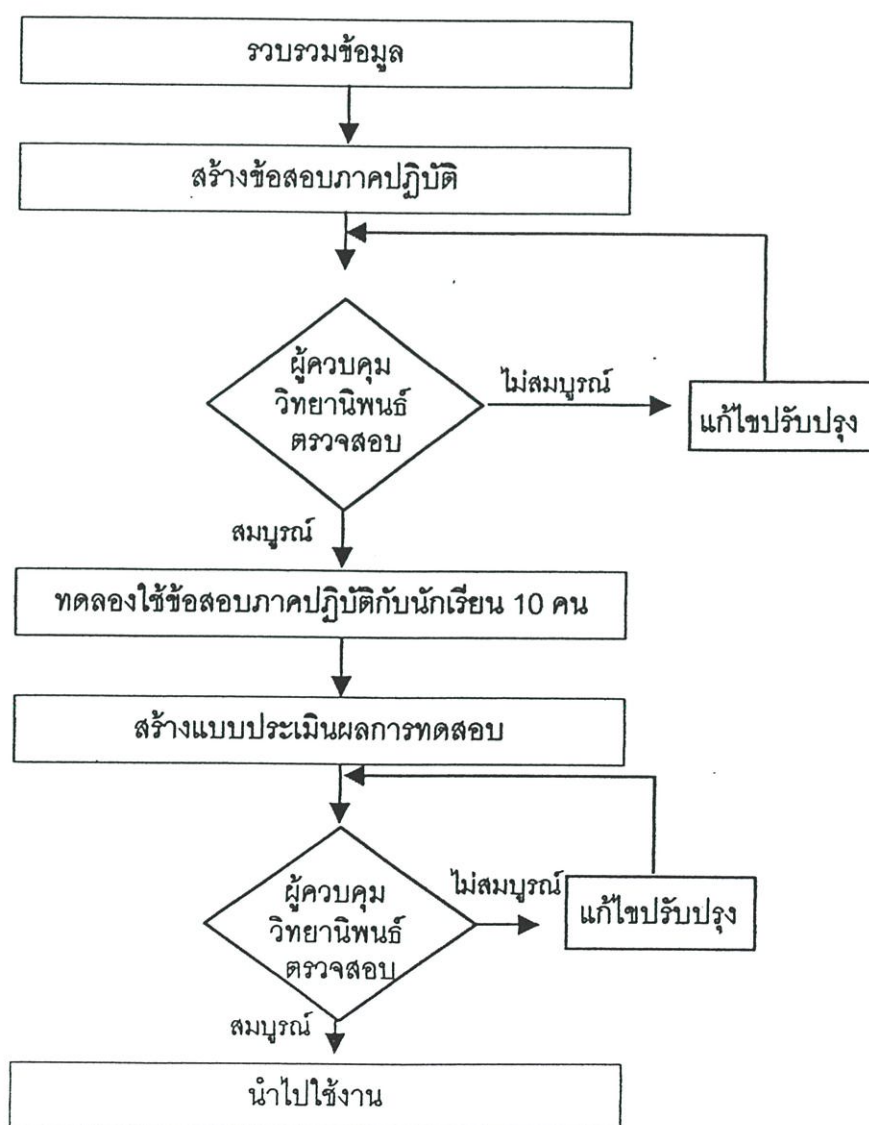 รวบรวมข้อมูล
สร้างข้อสอบภาคปฏิบัติ
ผู้ควบคุม
วิทยานิพนธ์
ตรวจสอบ
ไม่สมบูรณ์
แก้ไขปรับปรุง
สมบูรณ์
ทดลองใช้ข้อสอบภาคปฏิบัติกับนักเรียน 10 คน
สร้างแบบประเมินผลการทดสอบ
ผู้ควบคุม
วิทยานิพนธ์
ตรวจสอบ
ไม่สมบูรณ์
แก้ไขปรับปรุง
สมบูรณ์
นำไปใช้งาน